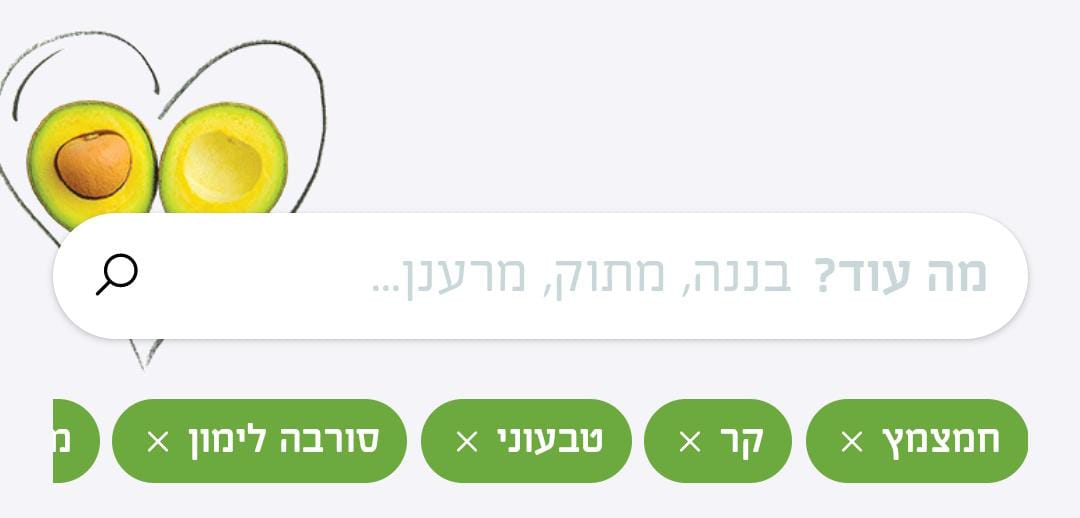 מה עוד? בננה, מתוק, מרענן...
חמצמץ × קר × טבעוני × סורבה לימון ×